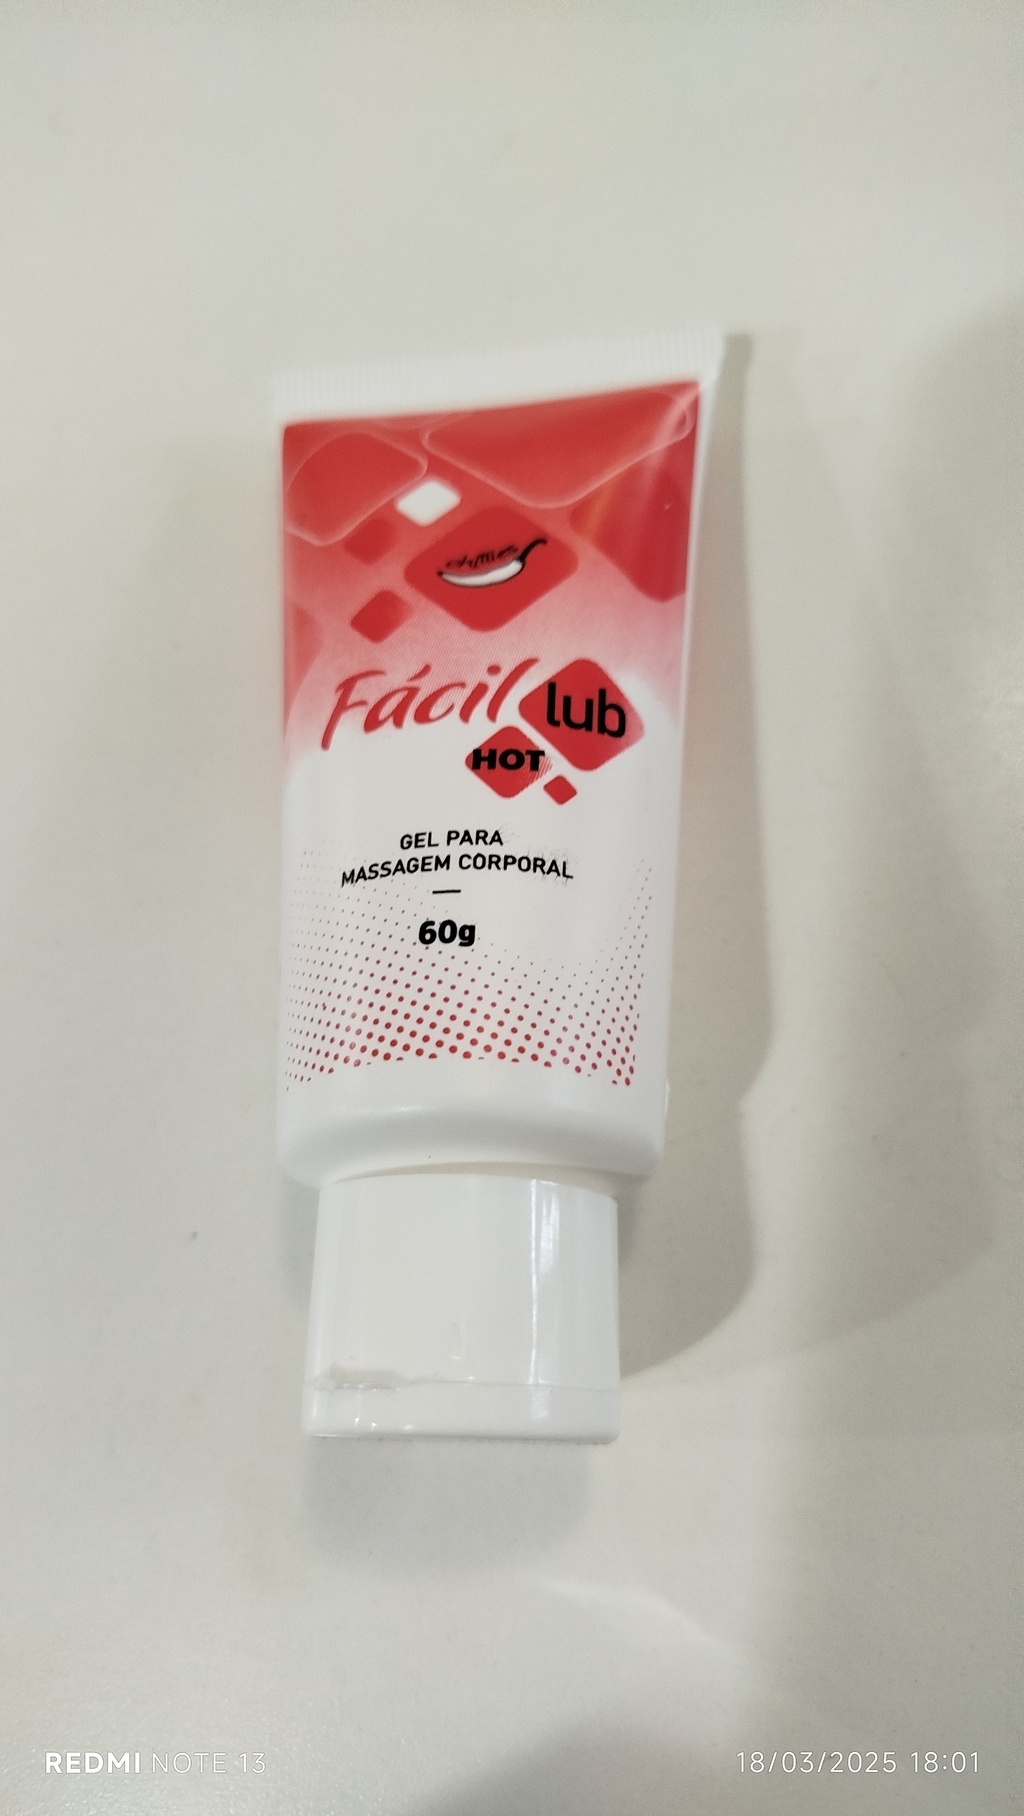 Fácil lub
HOT
GEL PARA
MASSAGEM CORPORAL
60g
REDMI NOTE 13
18/03/2025 18:01